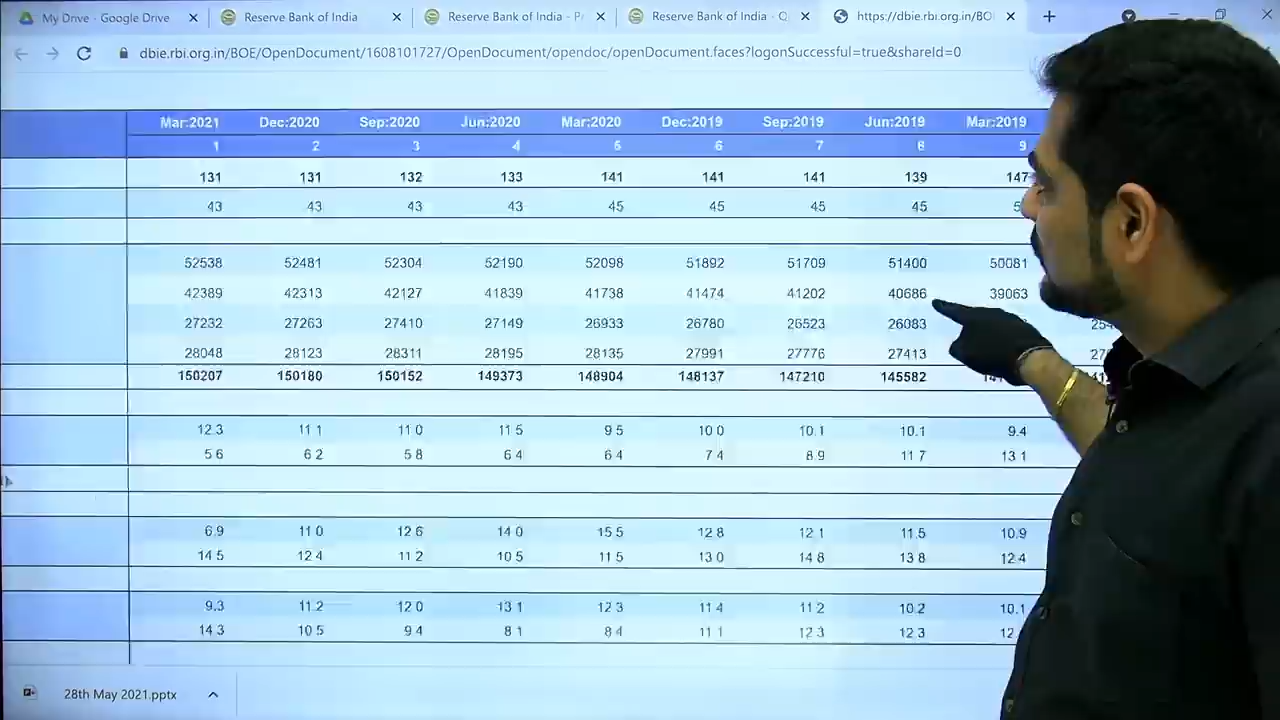 My Drive - Google Drive
Reserve Bank of India
Reserve Bank of India - P
Reserve Bank of India - Q
https://dbie.rbi.org.in/BO
dbie.rbi.org.in/BOE/OpenDocument/1608101727/OpenDocument/opendoc/openDocument.faces?logonSuccessful=true&shareId=0
Mar:2021 Dec:2020 Sep:2020 Jun:2020 Mar:2020 Dec:2019 Sep:2019 Jun:2019 Mar:2019
1 2 3 4 5 6 7 8 9
131 131 132 133 141 141 141 139 147
43 43 43 43 45 45 45 45
52538 52481 52304 52190 52098 51892 51709 51400 50081
42389 42313 42127 41839 41738 41474 41202 40686 39063
27232 27263 27410 27149 26933 26780 26523 26083
28048 28123 28195 28135 27991 27776 27413
150207 150180 150152 149373 148904 148137 147210 145582
12.3 11 1 11 0 11 5 9 5 10 0 10.1 10.1 9.4
5 6 6 2 5 8 6 4 6 4 7 4 8 9 11 7 13 1
6 9 11 0 12 6 14 0 15 5 12 8 12 1 11.5 10.9
14 5 12 4 11 2 10 5 11 5 13 0 14 8 13 8 12 4
9.3 11.2 12 0 13 1 12 3 11 4 11 2 10.2 10.1
14 3 10 5 9 4 8 1 8 4 11 1 12 3 12 3
28th May 2021.pptx